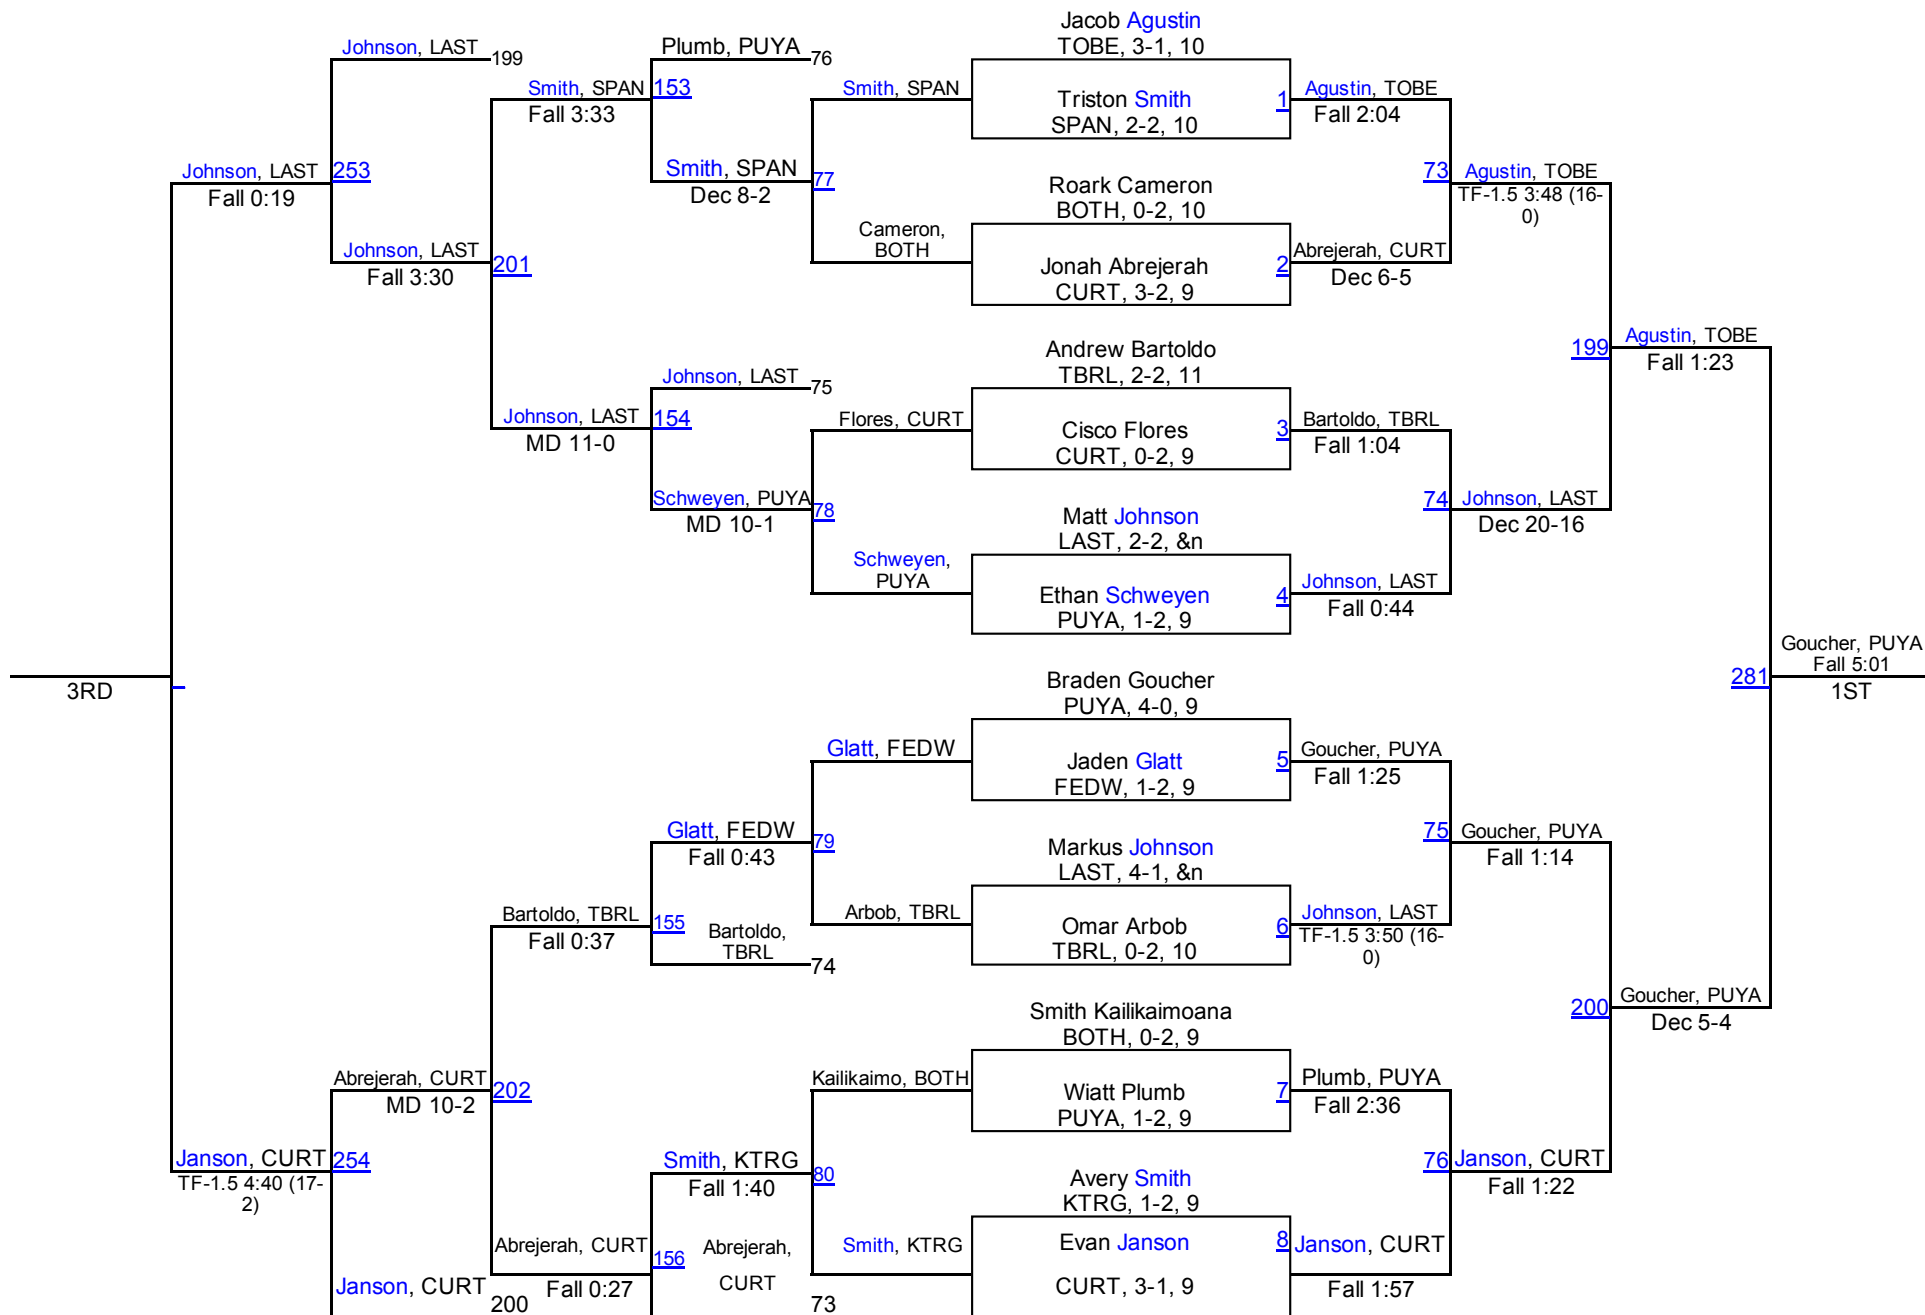 Jacob Agustin
TOBE, 3-1, 10
Johnson, LAST
199
Plumb, PUYA
76
Smith, SPAN
Fall 3:33
153
Smith, SPAN
Triston Smith
SPAN, 2-2, 10
1
Agustin, TOBE
Fall 2:04
Johnson, LAST
Fall 0:19
253
Smith, SPAN
Dec 8-2
77
Roark Cameron
BOTH, 0-2, 10
73
Agustin, TOBE
TF-1.5 3:48 (16-
0)
Johnson, LAST
Fall 3:30
201
Cameron,
BOTH
Jonah Abrejerah
CURT, 3-2, 9
2
Abrejerah, CURT
Dec 6-5
Andrew Bartoldo
TBRL, 2-2, 11
199
Agustin, TOBE
Fall 1:23
Johnson, LAST
75
Johnson, LAST
MD 11-0
154
Flores, CURT
Cisco Flores
CURT, 0-2, 9
3
Bartoldo, TBRL
Fall 1:04
Schweyen, PUYA
MD 10-1
78
Matt Johnson
LAST, 2-2, &n
74
Johnson, LAST
Dec 20-16
Schweyen,
PUYA
Ethan Schweyen
PUYA, 1-2, 9
4
Johnson, LAST
Fall 0:44
3RD
Braden Goucher
PUYA, 4-0, 9
281
Goucher, PUYA
Fall 5:01
1ST
Glatt, FEDW
Jaden Glatt
FEDW, 1-2, 9
5
Goucher, PUYA
Fall 1:25
Glatt, FEDW
Fall 0:43
79
Markus Johnson
LAST, 4-1, &n
75
Goucher, PUYA
Fall 1:14
Bartoldo, TBRL
Fall 0:37
155
Bartoldo,
TBRL
74
Arbob, TBRL
Omar Arbob
TBRL, 0-2, 10
6
Johnson, LAST
TF-1.5 3:50 (16-
0)
Smith Kailikaimoana
BOTH, 0-2, 9
200
Goucher, PUYA
Dec 5-4
Abrejerah, CURT
MD 10-2
202
Kailikaimo, BOTH
Wiatt Plumb
PUYA, 1-2, 9
7
Plumb, PUYA
Fall 2:36
Janson, CURT
TF-1.5 4:40 (17-
2)
254
Smith, KTRG
Fall 1:40
80
Avery Smith
KTRG, 1-2, 9
76
Janson, CURT
Fall 1:22
Abrejerah, CURT
Fall 0:27
156
Abrejerah,
CURT
73
Smith, KTRG
Evan Janson
CURT, 3-1, 9
8
Janson, CURT
Fall 1:57
Janson, CURT
200